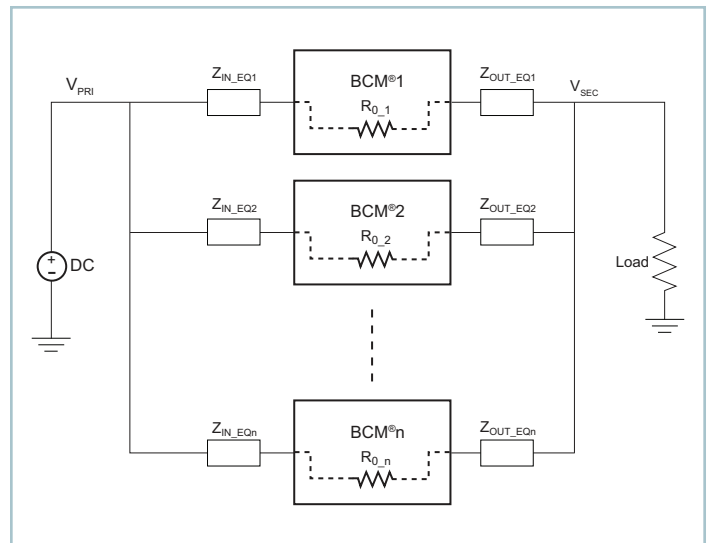 V_PRI
Z_IN_EQ1
BCM®1
R_0_1
Z_OUT_EQ1
V_SEC
Z_IN_EQ2
BCM®2
R_0_2
Z_OUT_EQ2
+
−
DC
Load
Z_IN_EQn
BCM®n
R_0_n
Z_OUT_EQn